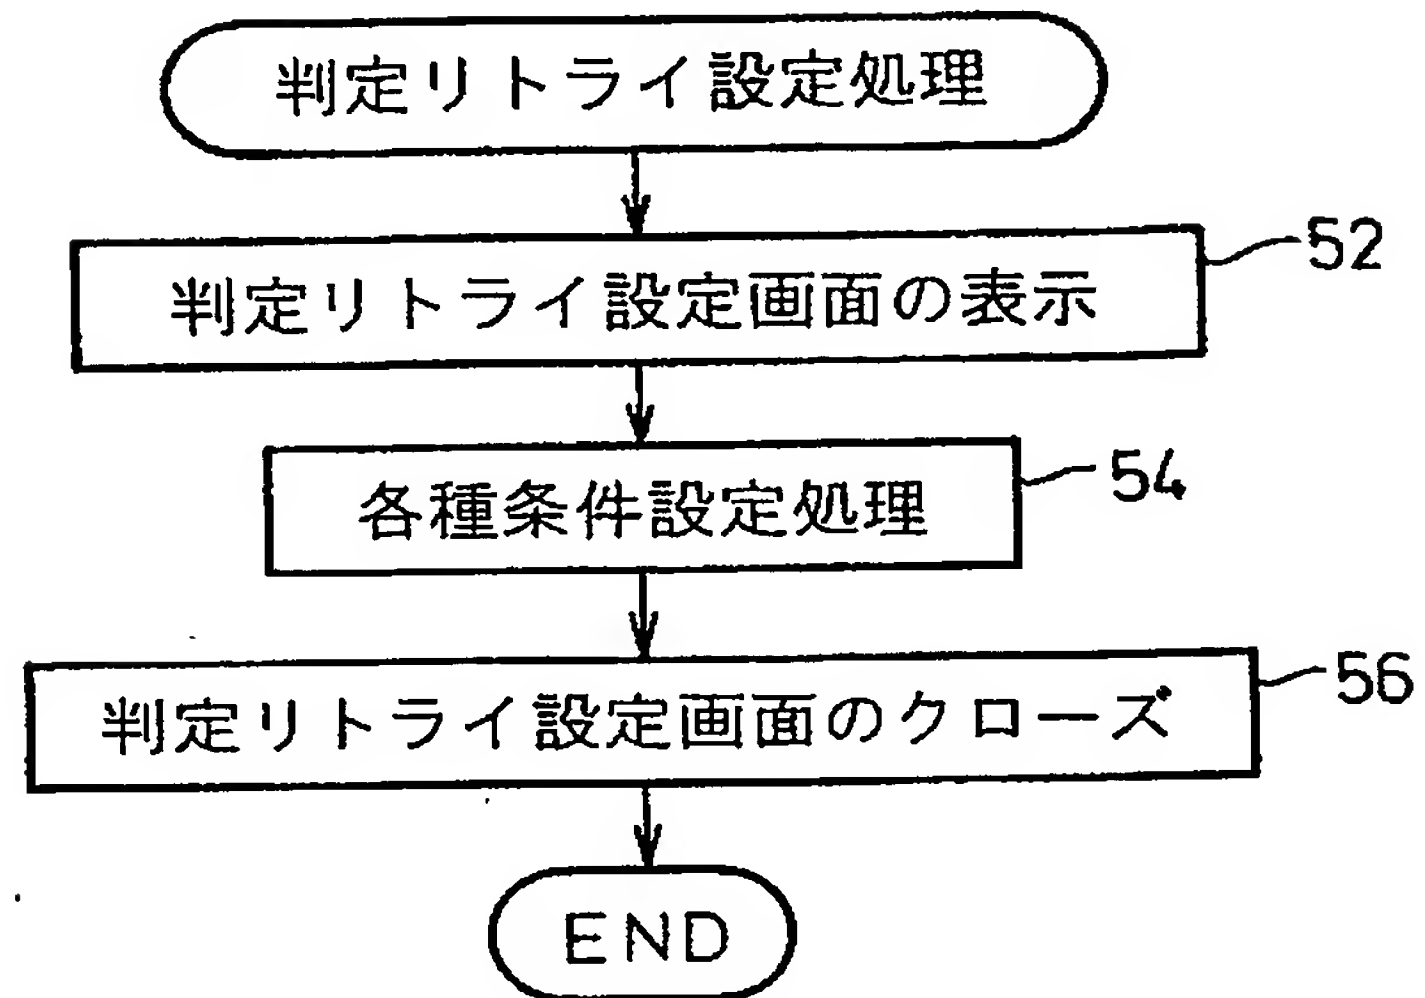 判定リトライ設定処理
判定リトライ設定画面の表示
52
各種条件設定処理
54
判定リトライ設定画面のクローズ
56
END